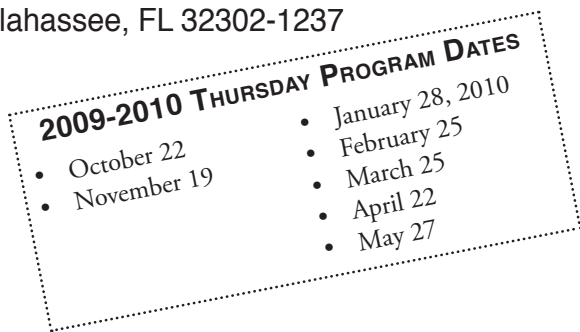 lahassee, FL 32302-1237
2009-2010 Thursday Program Dates
• October 22
• November 19
• January 28, 2010
• February 25
• March 25
• April 22
• May 27